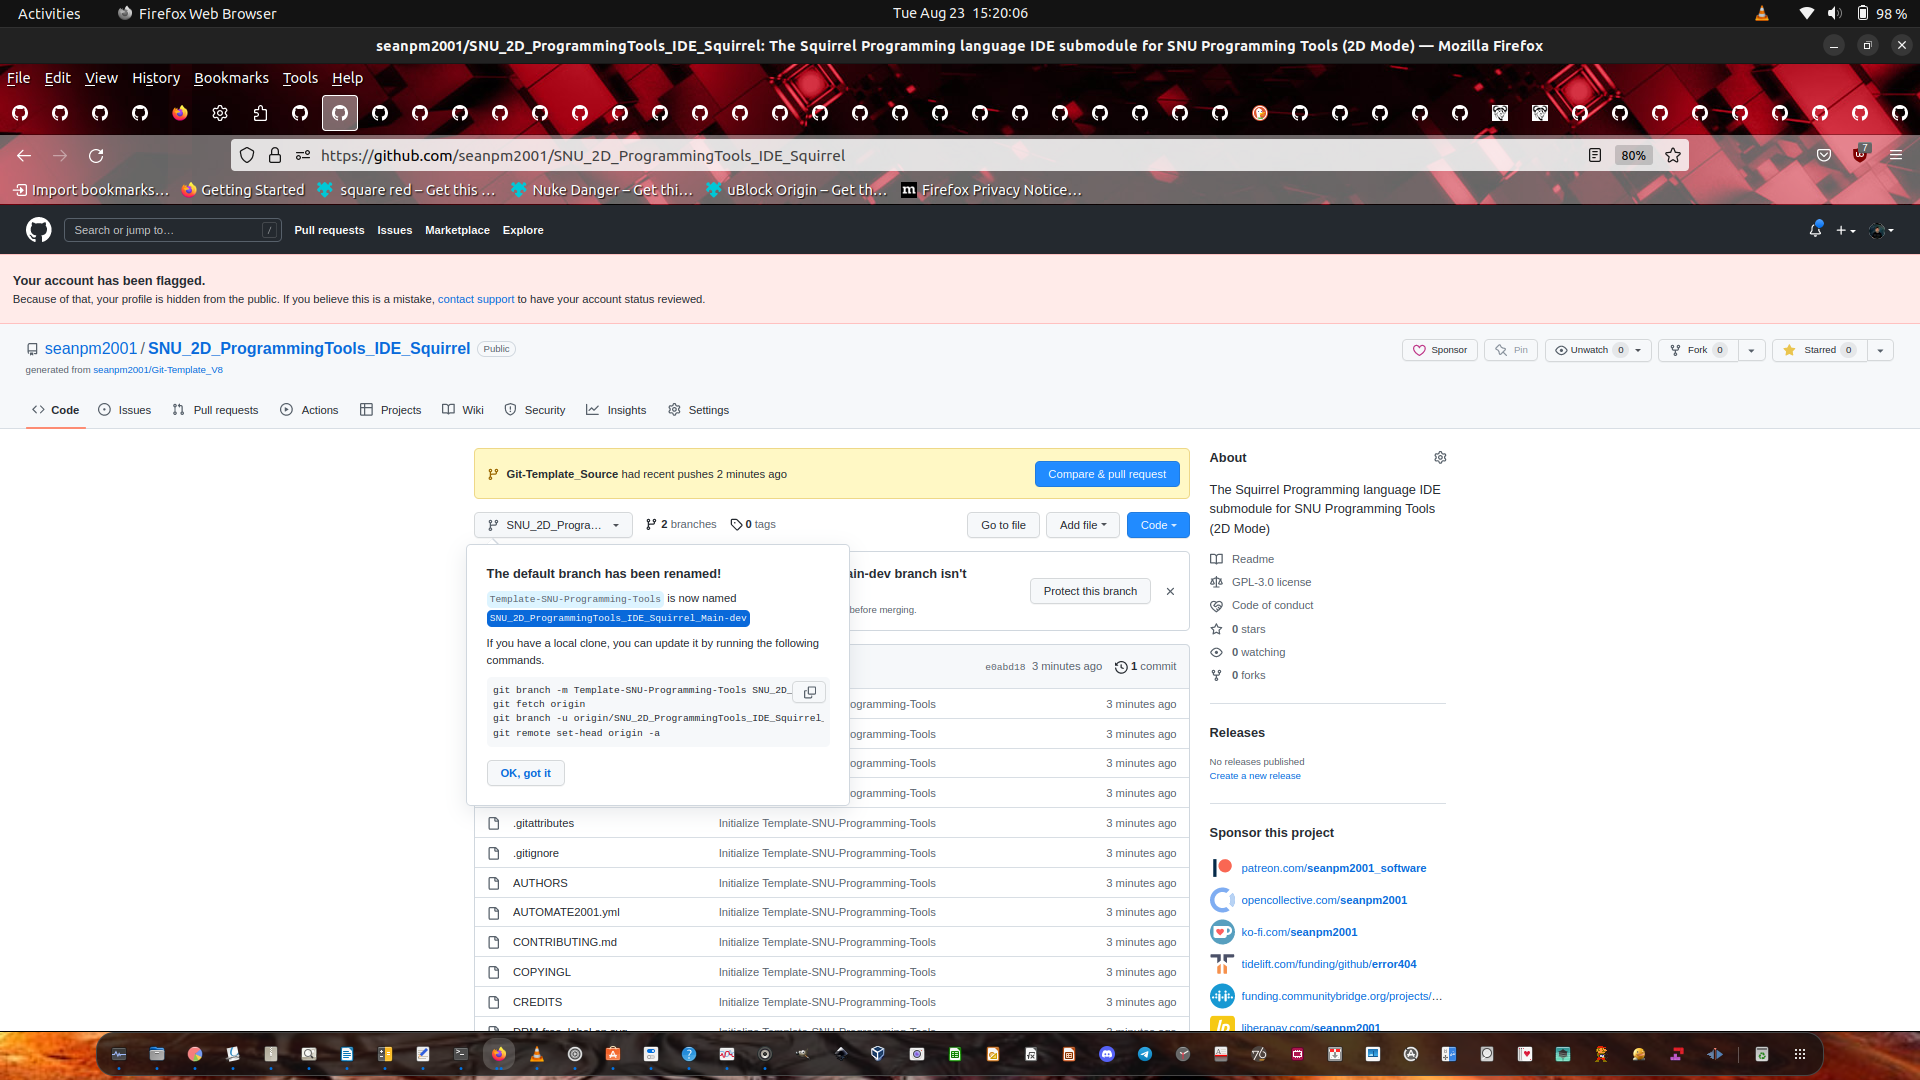 Activities
Firefox Web Browser
Tue Aug 23 15:20:06
98 %
seanpm2001/SNU_2D_ProgrammingTools_IDE_Squirrel: The Squirrel Programming language IDE submodule for SNU Programming Tools (2D Mode) — Mozilla Firefox
File Edit View History Bookmarks Tools Help
https://github.com/seanpm2001/SNU_2D_ProgrammingTools_IDE_Squirrel
80%
7
Import bookmarks…
Getting Started
square red – Get this …
Nuke Danger – Get thi…
uBlock Origin – Get th…
Firefox Privacy Notice…
Search or jump to…
/
Pull requests Issues Marketplace Explore
Your account has been flagged.
Because of that, your profile is hidden from the public. If you believe this is a mistake, contact support to have your account status reviewed.
seanpm2001 / SNU_2D_ProgrammingTools_IDE_Squirrel Public
generated from seanpm2001/Git-Template_V8
Sponsor
Pin
Unwatch 0
Fork 0
Starred 0
Code Issues Pull requests Actions Projects Wiki Security Insights Settings
Git-Template_Source had recent pushes 2 minutes ago
Compare & pull request
SNU_2D_Progra…
2 branches
0 tags
Go to file
Add file
Code
ain-dev branch isn't
before merging.
Protect this branch
The default branch has been renamed!
Template-SNU-Programming-Tools is now named
SNU_2D_ProgrammingTools_IDE_Squirrel_Main-dev
If you have a local clone, you can update it by running the following
commands.
git branch -m Template-SNU-Programming-Tools SNU_2D_
git fetch origin
git branch -u origin/SNU_2D_ProgrammingTools_IDE_Squirrel_
git remote set-head origin -a
OK, got it
e0abd18 3 minutes ago 1 commit
ogramming-Tools 3 minutes ago
ogramming-Tools 3 minutes ago
ogramming-Tools 3 minutes ago
ogramming-Tools 3 minutes ago
.gitattributes Initialize Template-SNU-Programming-Tools 3 minutes ago
.gitignore Initialize Template-SNU-Programming-Tools 3 minutes ago
AUTHORS Initialize Template-SNU-Programming-Tools 3 minutes ago
AUTOMATE2001.yml Initialize Template-SNU-Programming-Tools 3 minutes ago
CONTRIBUTING.md Initialize Template-SNU-Programming-Tools 3 minutes ago
COPYINGL Initialize Template-SNU-Programming-Tools 3 minutes ago
CREDITS Initialize Template-SNU-Programming-Tools 3 minutes ago
Initialize Template-SNU-Programming-Tools 3 minutes ago
About
The Squirrel Programming language IDE
submodule for SNU Programming Tools
(2D Mode)
Readme
GPL-3.0 license
Code of conduct
0 stars
0 watching
0 forks
Releases
No releases published
Create a new release
Sponsor this project
patreon.com/seanpm2001_software
opencollective.com/seanpm2001
ko-fi.com/seanpm2001
tidelift.com/funding/github/error404
funding.communitybridge.org/projects/…
liberapay.com/seanpm2001